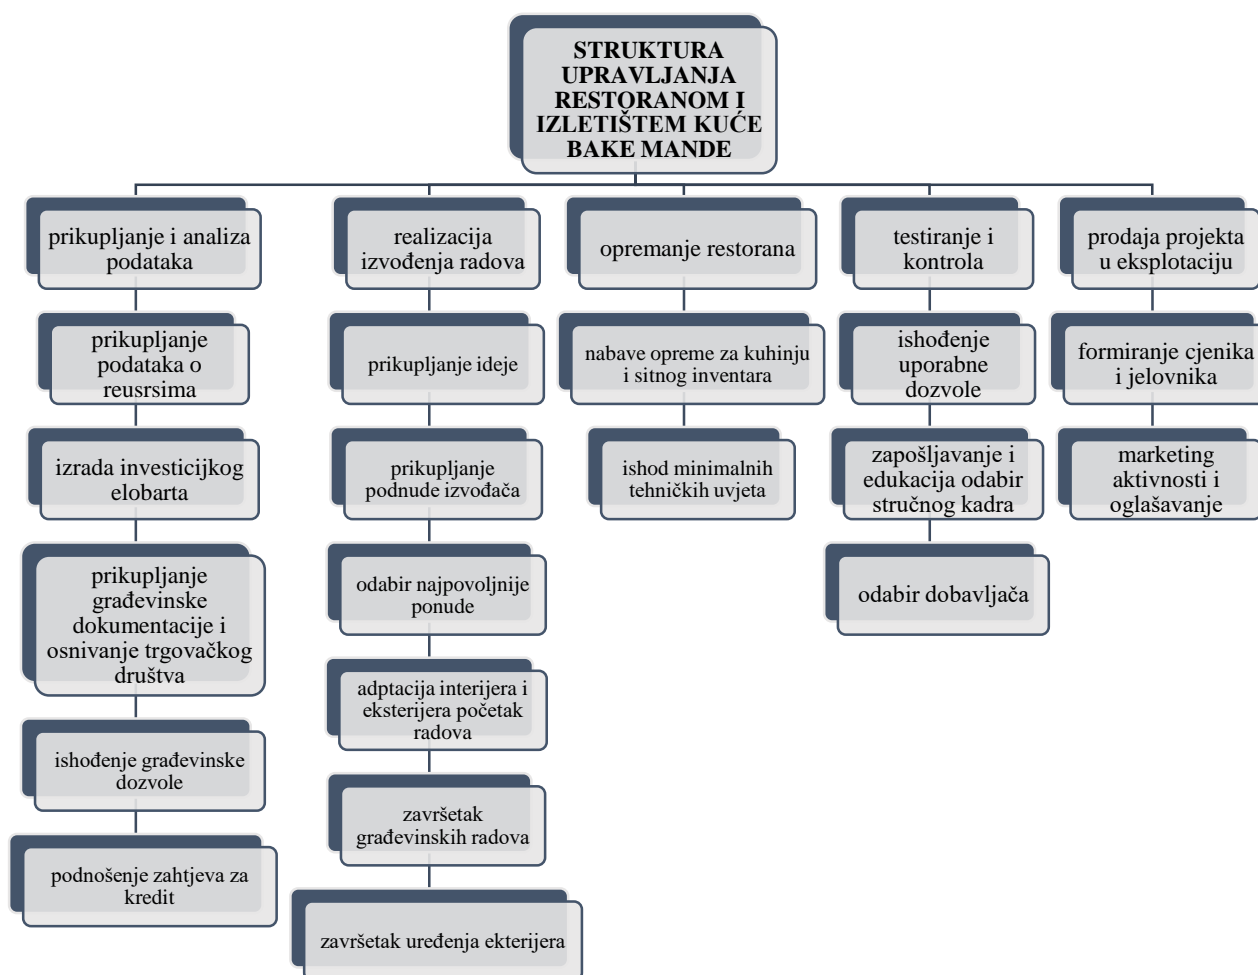 STRUKTURA
UPRAVLJANJA
RESTORANOM I
IZLETIŠTEM KUĆE
BAKE MANDE
prikupljanje i analiza
podataka
prikupljanje
podataka o
reusrsima
izrada investicijkog
elobarta
prikupljanje
građevinske
dokumentacije i
osnivanje trgovačkog
društva
ishođenje građevinske
dozvole
podnošenje zahtjeva za
kredit
realizacija
izvođenja radova
prikupljanje ideje
prikupljanje
podnude izvođača
odabir najpovoljnije
ponude
adptacija interijera i
eksterijera početak
radova
završetak
građevinskih radova
završetak uređenja ekterijera
opremanje restorana
nabave opreme za kuhinju
i sitnog inventara
ishod minimalnih
tehničkih uvjeta
testiranje i
kontrola
ishođenje
uporabne
dozvole
zapošljavanje i
edukacija odabir
stručnog kadra
odabir dobavljača
prodaja projekta
u eksplotaciju
formiranje cjenika
i jelovnika
marketing
aktivnosti i
oglašavanje